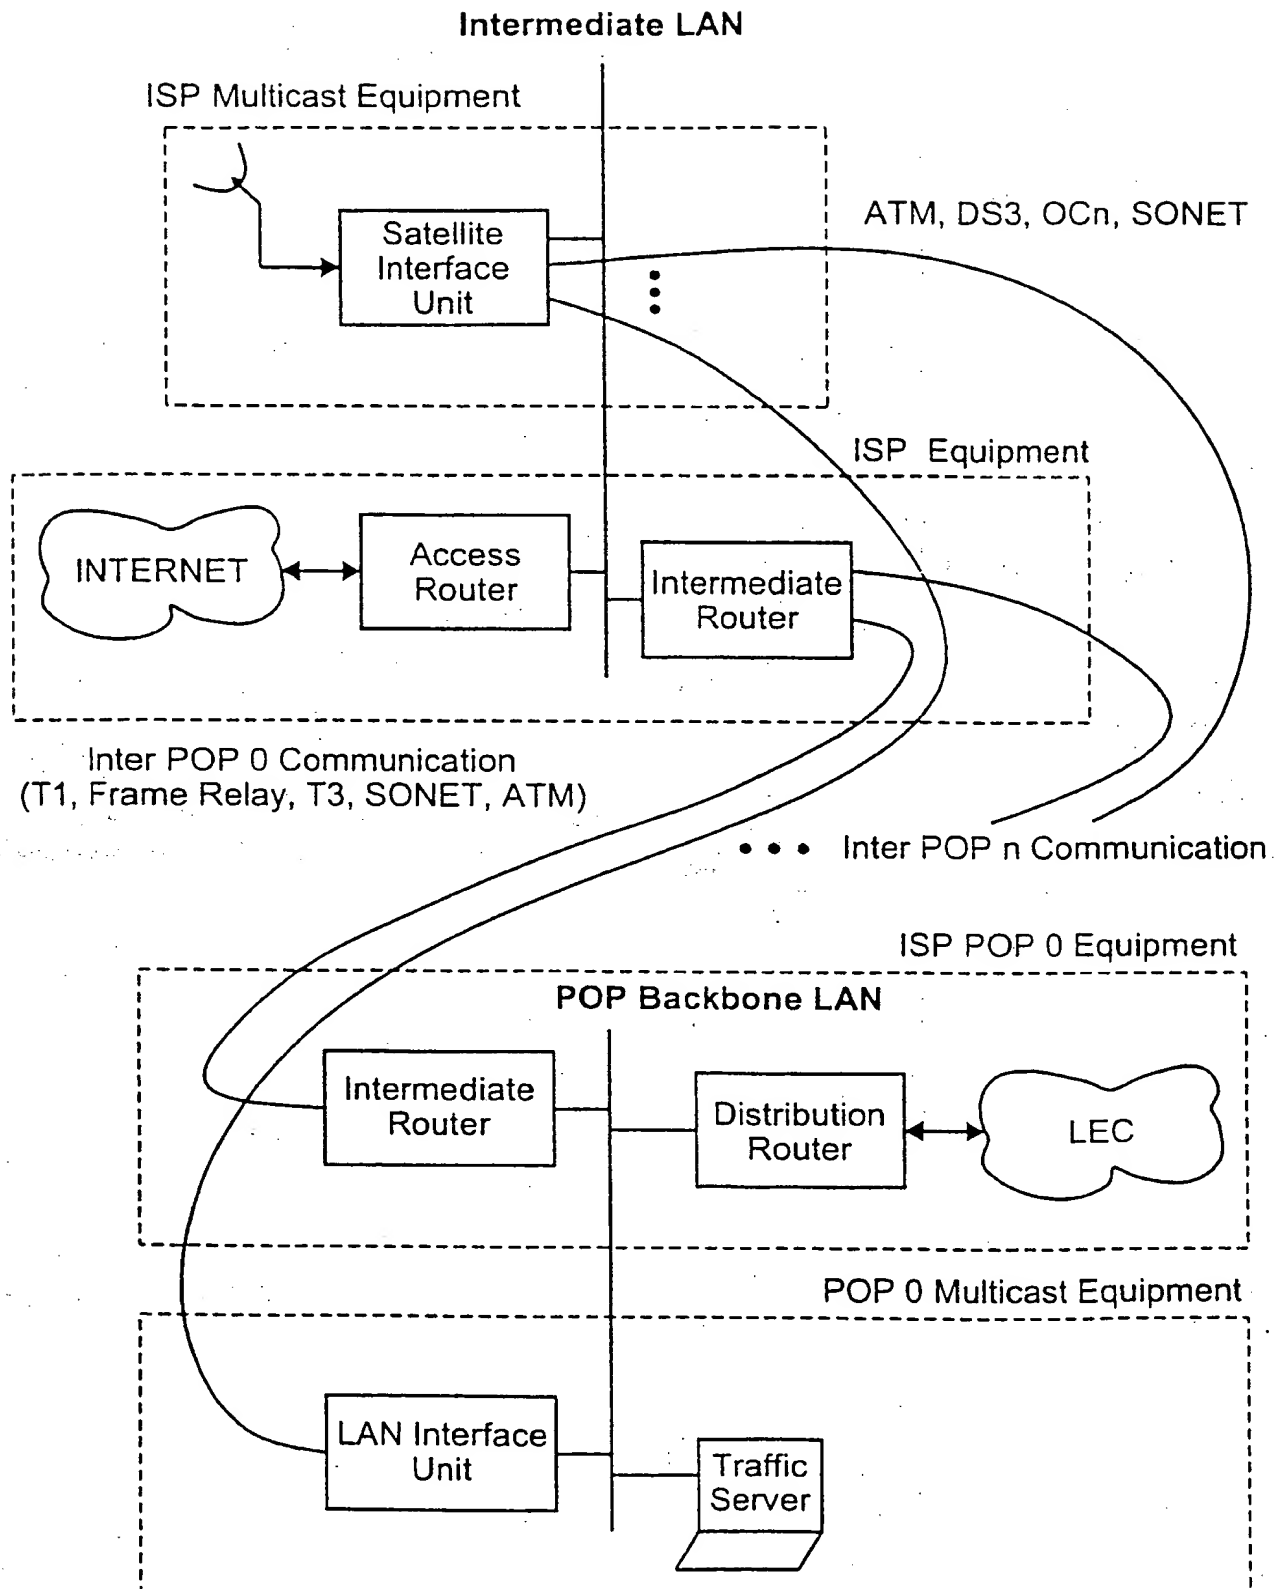 Intermediate LAN
ISP Multicast Equipment
ATM, DS3, OCn, SONET
Satellite
Interface
Unit
ISP Equipment
INTERNET
Access
Router
Intermediate
Router
Inter POP 0 Communication
(T1, Frame Relay, T3, SONET, ATM)
• • • Inter POP n Communication
ISP POP 0 Equipment
POP Backbone LAN
Intermediate
Router
Distribution
Router
LEC
POP 0 Multicast Equipment
LAN Interface
Unit
Traffic
Server